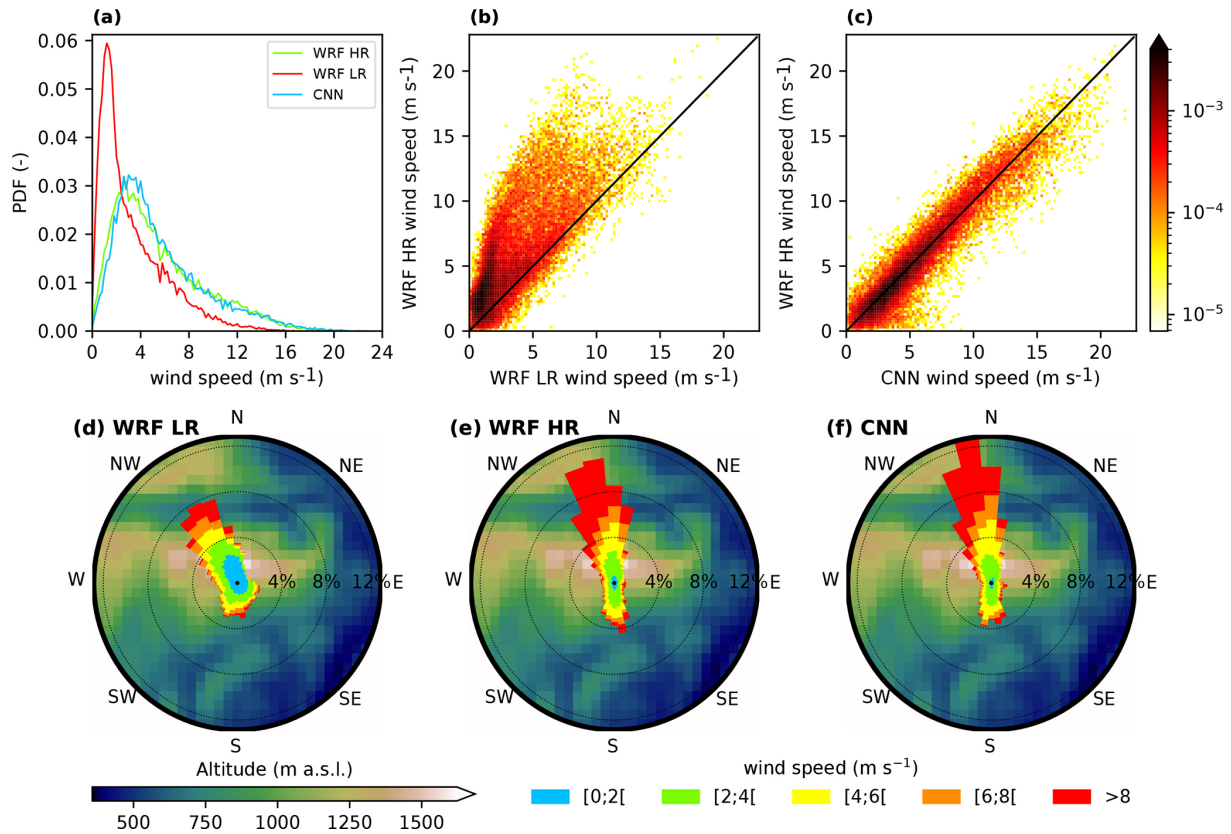 (a)
(b)
(c)
0.06
0.05
0.04
0.03
0.02
0.01
0.00
PDF (-)
WRF HR
WRF LR
CNN
0 4 8 12 16 20 24
wind speed (m s-1)
20
15
10
5
0
WRF HR wind speed (m s-1)
0 5 10 15 20
WRF LR wind speed (m s-1)
20
15
10
5
0
WRF HR wind speed (m s-1)
0 5 10 15 20
CNN wind speed (m s-1)
10⁻³
10⁻⁴
10⁻⁵
(d) WRF LR
N
NW
NE
W
4% 8% 12% E
SW
SE
S
(e) WRF HR
N
NW
NE
W
4% 8% 12% E
SW
SE
S
(f) CNN
N
NW
NE
W
4% 8% 12% E
SW
SE
S
Altitude (m a.s.l.)
500 750 1000 1250 1500
wind speed (m s⁻¹)
[0;2[ [2;4[ [4;6[ [6;8[ >8